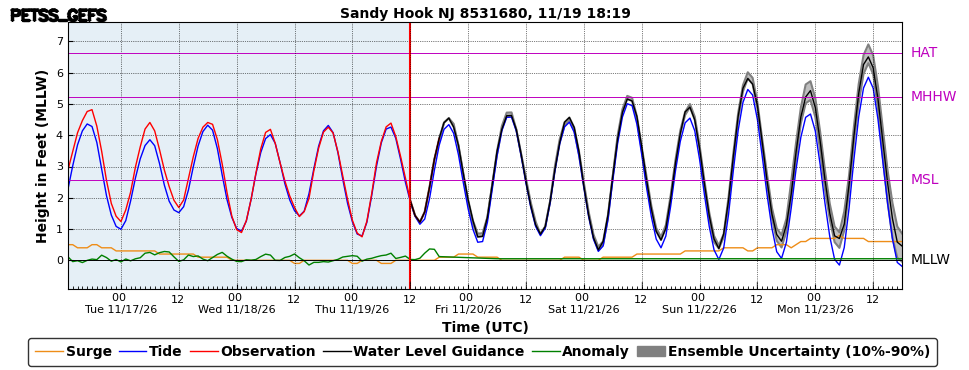 PETSS_GEFS
Sandy Hook NJ 8531680, 11/19 18:19
Height in Feet (MLLW)
7
6
5
4
3
2
1
0
HAT
MHHW
MSL
MLLW
00 12 00 12 00 12 00 12 00 12 00 12 00 12
Tue 11/17/26 Wed 11/18/26 Thu 11/19/26 Fri 11/20/26 Sat 11/21/26 Sun 11/22/26 Mon 11/23/26
Time (UTC)
Surge Tide Observation Water Level Guidance Anomaly Ensemble Uncertainty (10%-90%)